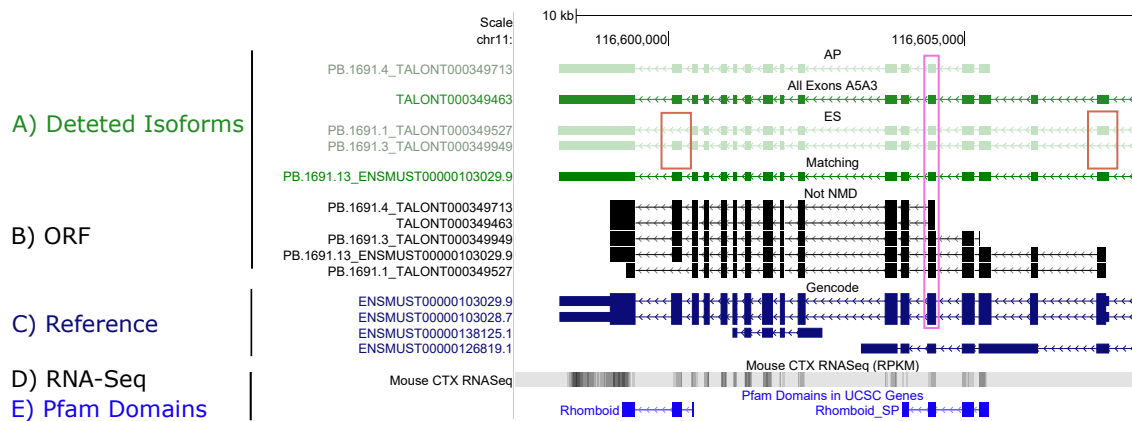 Scale
10 kb
chr11:
116,600,000
116,605,000
A) Deteted Isoforms
AP
PB.1691.4_TALONT000349713
All Exons A5A3
TALONT000349463
ES
PB.1691.1_TALONT000349527
PB.1691.3_TALONT000349949
Matching
PB.1691.13_ENSMUST00000103029.9
B) ORF
Not NMD
PB.1691.4_TALONT000349713
TALONT000349463
PB.1691.3_TALONT000349949
PB.1691.13_ENSMUST00000103029.9
PB.1691.1_TALONT000349527
C) Reference
Gencode
ENSMUST00000103029.9
ENSMUST00000103028.7
ENSMUST00000138125.1
ENSMUST00000126819.1
D) RNA-Seq
Mouse CTX RNASeq (RPKM)
Mouse CTX RNASeq
E) Pfam Domains
Pfam Domains in UCSC Genes
Rhomboid
Rhomboid_SP